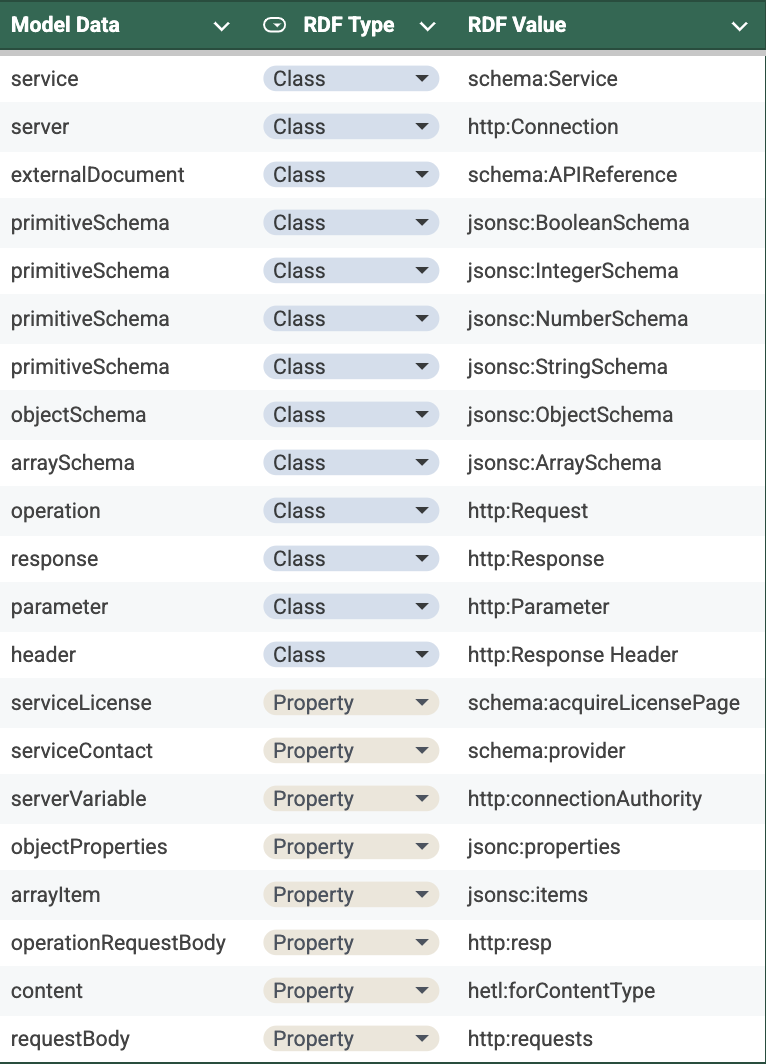 Model Data RDF Type RDF Value
service Class schema:Service
server Class http:Connection
externalDocument Class schema:APIReference
primitiveSchema Class jsonsc:BooleanSchema
primitiveSchema Class jsonsc:IntegerSchema
primitiveSchema Class jsonsc:NumberSchema
primitiveSchema Class jsonsc:StringSchema
objectSchema Class jsonsc:ObjectSchema
arraySchema Class jsonsc:ArraySchema
operation Class http:Request
response Class http:Response
parameter Class http:Parameter
header Class http:Response Header
serviceLicense Property schema:acquireLicensePage
serviceContact Property schema:provider
serverVariable Property http:connectionAuthority
objectProperties Property jsonc:properties
arrayItem Property jsonsc:items
operationRequestBody Property http:resp
content Property hetl:forContentType
requestBody Property http:requests